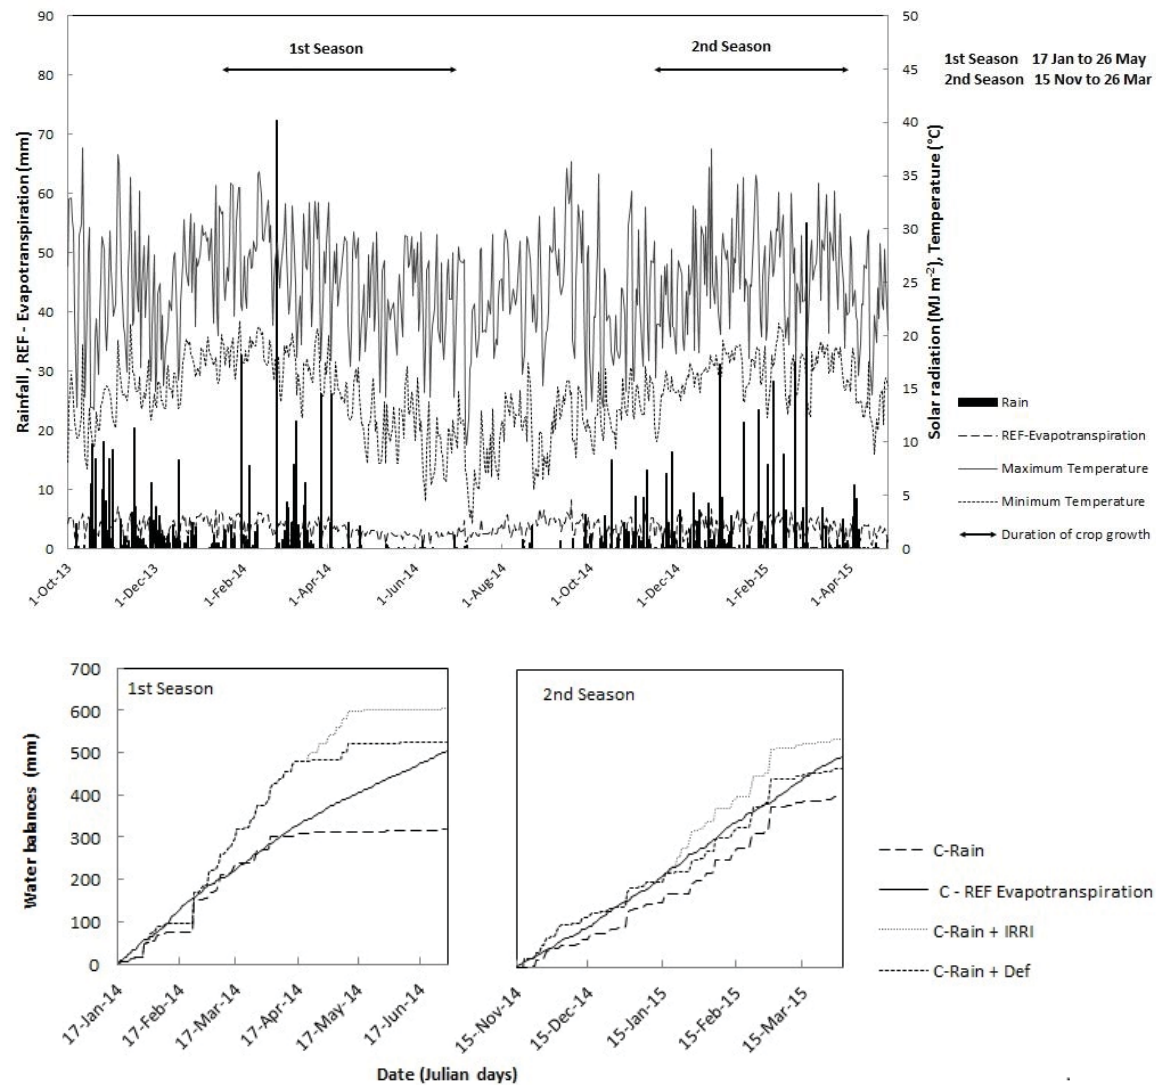 90
80
70
60
50
40
30
20
10
0
Rainfall, REF - Evapotranspiration (mm)
1st Season
2nd Season
50
45
40
35
30
25
20
15
10
5
0
Solar radiation (MJ m⁻²), Temperature (°C)
1st Season 17 Jan to 26 May
2nd Season 15 Nov to 26 Mar
Rain
REF-Evapotranspiration
Maximum Temperature
Minimum Temperature
Duration of crop growth
1-Oct-13
1-Dec-13
1-Feb-14
1-Apr-14
1-Jun-14
1-Aug-14
1-Oct-14
1-Dec-14
1-Feb-15
1-Apr-15
700
600
500
400
300
200
100
0
Water balances (mm)
1st Season
2nd Season
17-Jan-14
17-Feb-14
17-Mar-14
17-Apr-14
17-May-14
17-Jun-14
15-Nov-14
15-Dec-14
15-Jan-15
15-Feb-15
15-Mar-15
Date (Julian days)
C-Rain
C - REF Evapotranspiration
C-Rain + IRRI
C-Rain + Def
.